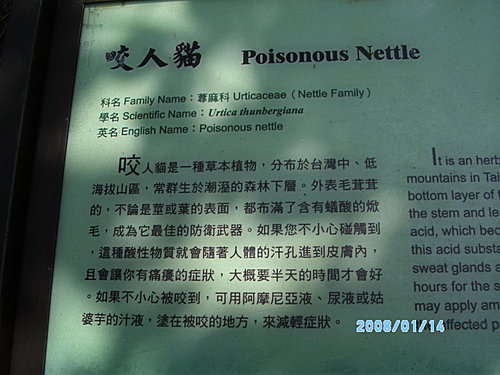 咬人貓 Poisonous Nettle
科名 Family Name：蕁麻科 Urticaceae（Nettle Family）
學名 Scientific Name：Urtica thunbergiana
英名 English Name：Poisonous nettle
咬人貓是一種草本植物，分布於台灣中、低
海拔山區，常群生於潮溼的森林下層。外表毛茸茸
的，不論是莖或葉的表面，都布滿了含有蟻酸的焮
毛，成為它最佳的防衛武器。如果您不小心碰觸到
，這種酸性物質就會隨著人體的汗孔進到皮膚內，
且會讓你有痛癢的症狀，大概要半天的時間才會好
。如果不小心被咬到，可用阿摩尼亞液、尿液或姑
婆芋的汁液，塗在被咬的地方，來減輕症狀。
It is an herb
mountains in Tai
bottom layer of t
the stem and le
acid, which bec
this acid substa
sweat glands a
hours for the s
may apply am
affected p
2008/01/14